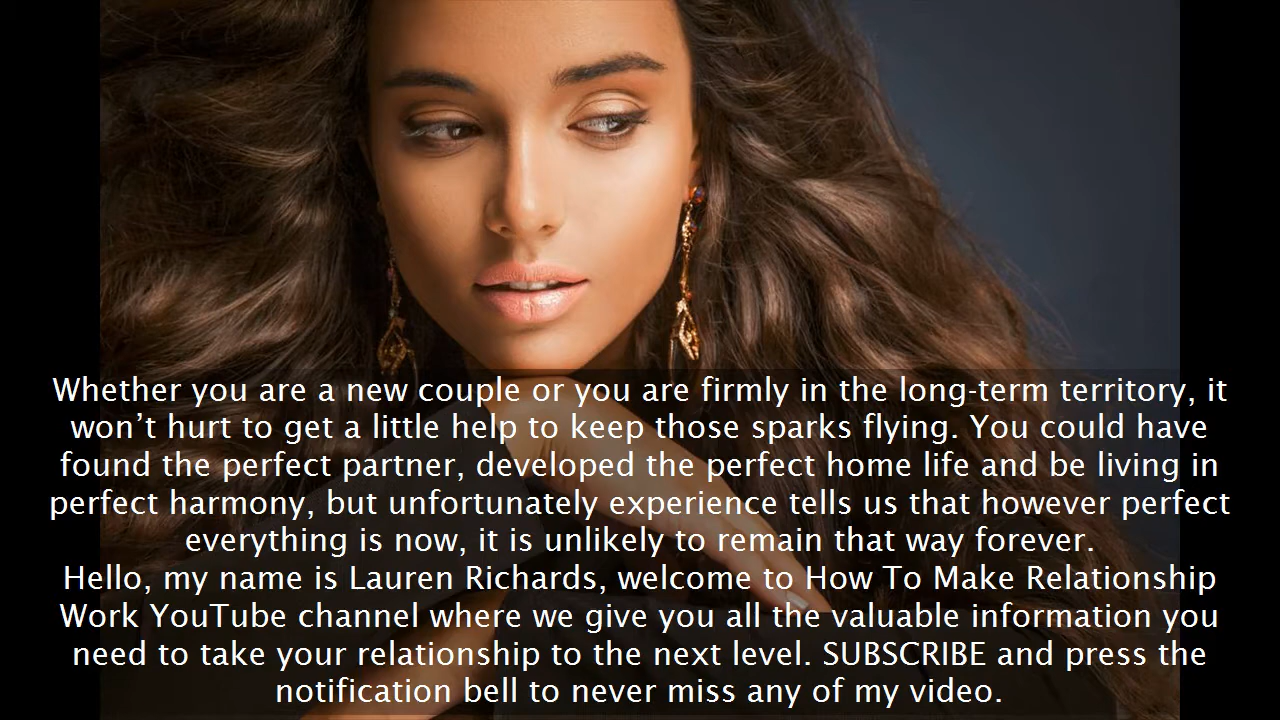 Whether you are a new couple or you are firmly in the long-term territory, it
won’t hurt to get a little help to keep those sparks flying. You could have
found the perfect partner, developed the perfect home life and be living in
perfect harmony, but unfortunately experience tells us that however perfect
everything is now, it is unlikely to remain that way forever.
Hello, my name is Lauren Richards, welcome to How To Make Relationship
Work YouTube channel where we give you all the valuable information you
need to take your relationship to the next level. SUBSCRIBE and press the
notification bell to never miss any of my video.